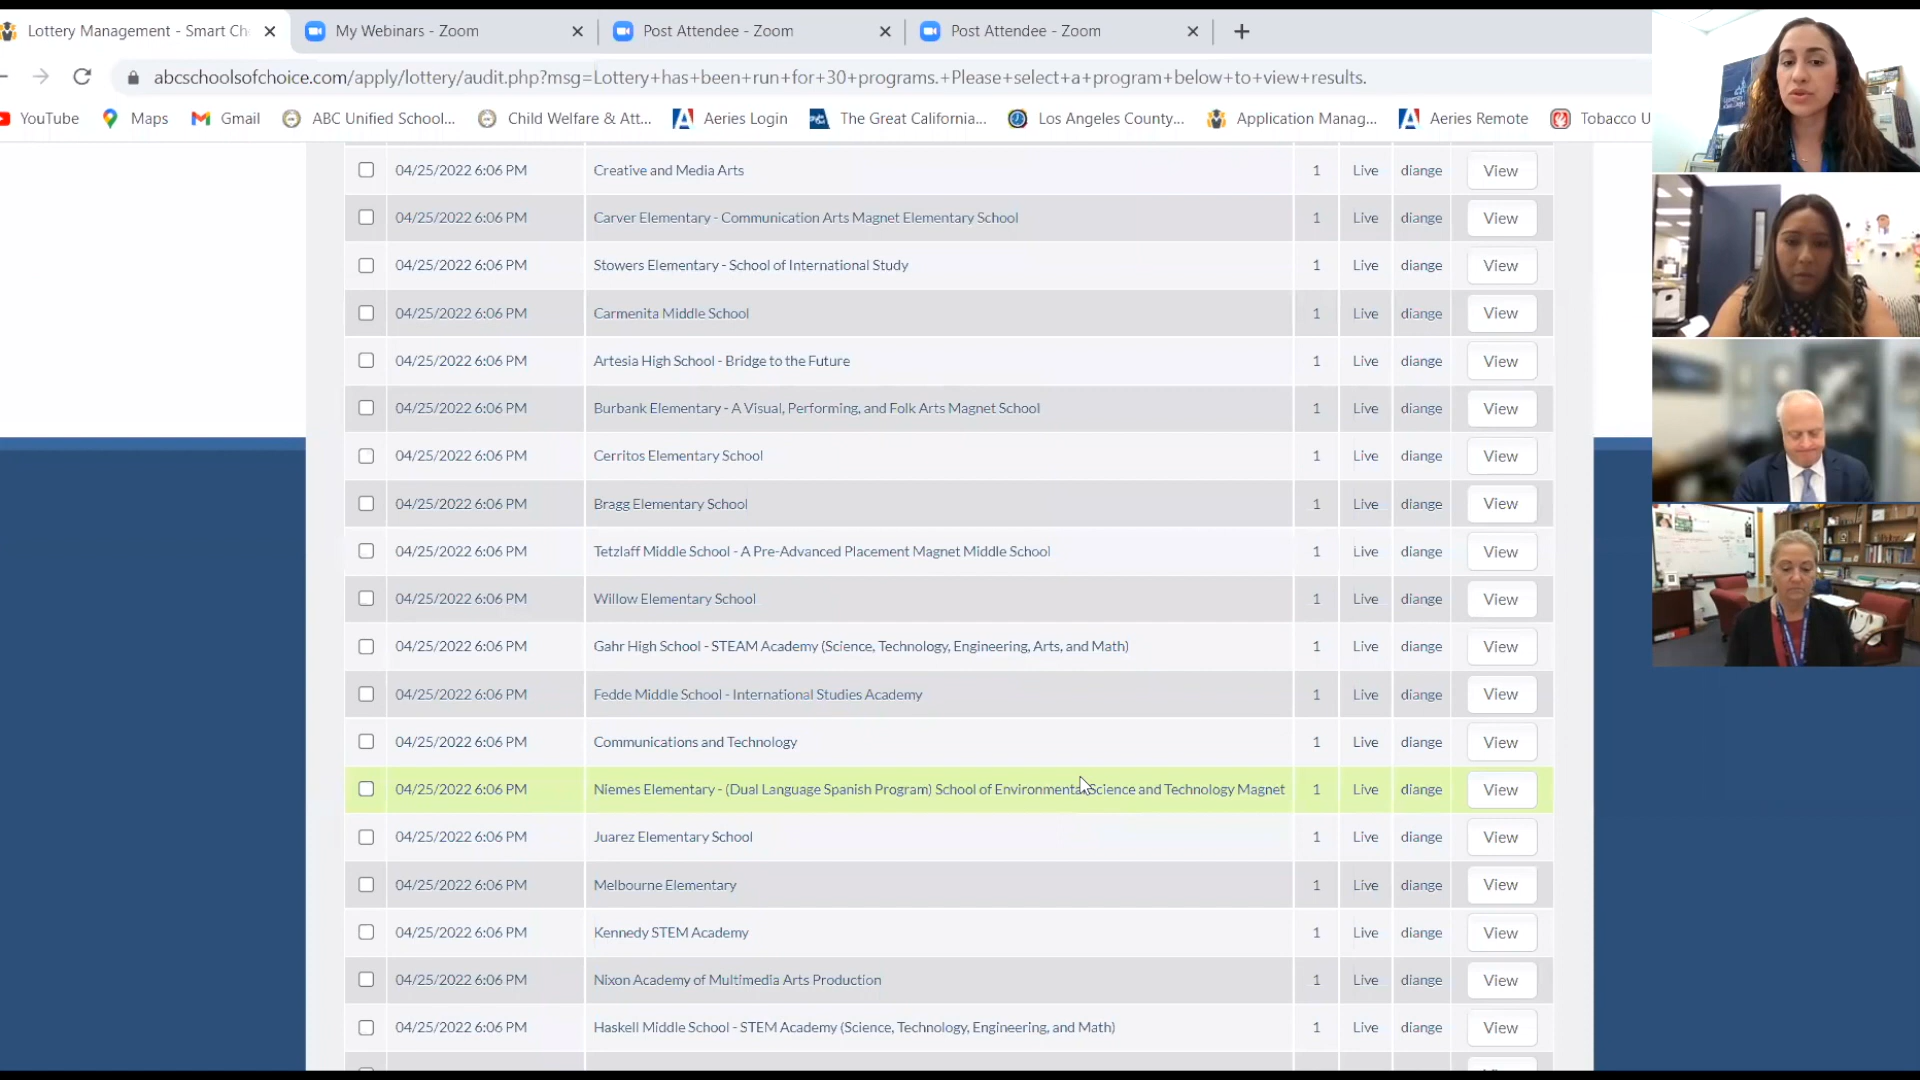 Lottery Management - Smart Ch
My Webinars - Zoom
Post Attendee - Zoom
Post Attendee - Zoom
abcschoolsofchoice.com/apply/lottery/audit.php?msg=Lottery+has+been+run+for+30+programs.+Please+select+a+program+below+to+view+results.
YouTube Maps Gmail ABC Unified School... Child Welfare & Att... Aeries Login The Great California... Los Angeles County... Application Manag... Aeries Remote Tobacco U
04/25/2022 6:06 PM Creative and Media Arts 1 Live diange View
04/25/2022 6:06 PM Carver Elementary - Communication Arts Magnet Elementary School 1 Live diange View
04/25/2022 6:06 PM Stowers Elementary - School of International Study 1 Live diange View
04/25/2022 6:06 PM Carmenita Middle School 1 Live diange View
04/25/2022 6:06 PM Artesia High School - Bridge to the Future 1 Live diange View
04/25/2022 6:06 PM Burbank Elementary - A Visual, Performing, and Folk Arts Magnet School 1 Live diange View
04/25/2022 6:06 PM Cerritos Elementary School 1 Live diange View
04/25/2022 6:06 PM Bragg Elementary School 1 Live diange View
04/25/2022 6:06 PM Tetzlaff Middle School - A Pre-Advanced Placement Magnet Middle School 1 Live diange View
04/25/2022 6:06 PM Willow Elementary School 1 Live diange View
04/25/2022 6:06 PM Gahr High School - STEAM Academy (Science, Technology, Engineering, Arts, and Math) 1 Live diange View
04/25/2022 6:06 PM Fedde Middle School - International Studies Academy 1 Live diange View
04/25/2022 6:06 PM Communications and Technology 1 Live diange View
04/25/2022 6:06 PM Niemes Elementary - (Dual Language Spanish Program) School of Environmental Science and Technology Magnet 1 Live diange View
04/25/2022 6:06 PM Juarez Elementary School 1 Live diange View
04/25/2022 6:06 PM Melbourne Elementary 1 Live diange View
04/25/2022 6:06 PM Kennedy STEM Academy 1 Live diange View
04/25/2022 6:06 PM Nixon Academy of Multimedia Arts Production 1 Live diange View
04/25/2022 6:06 PM Haskell Middle School - STEM Academy (Science, Technology, Engineering, and Math) 1 Live diange View